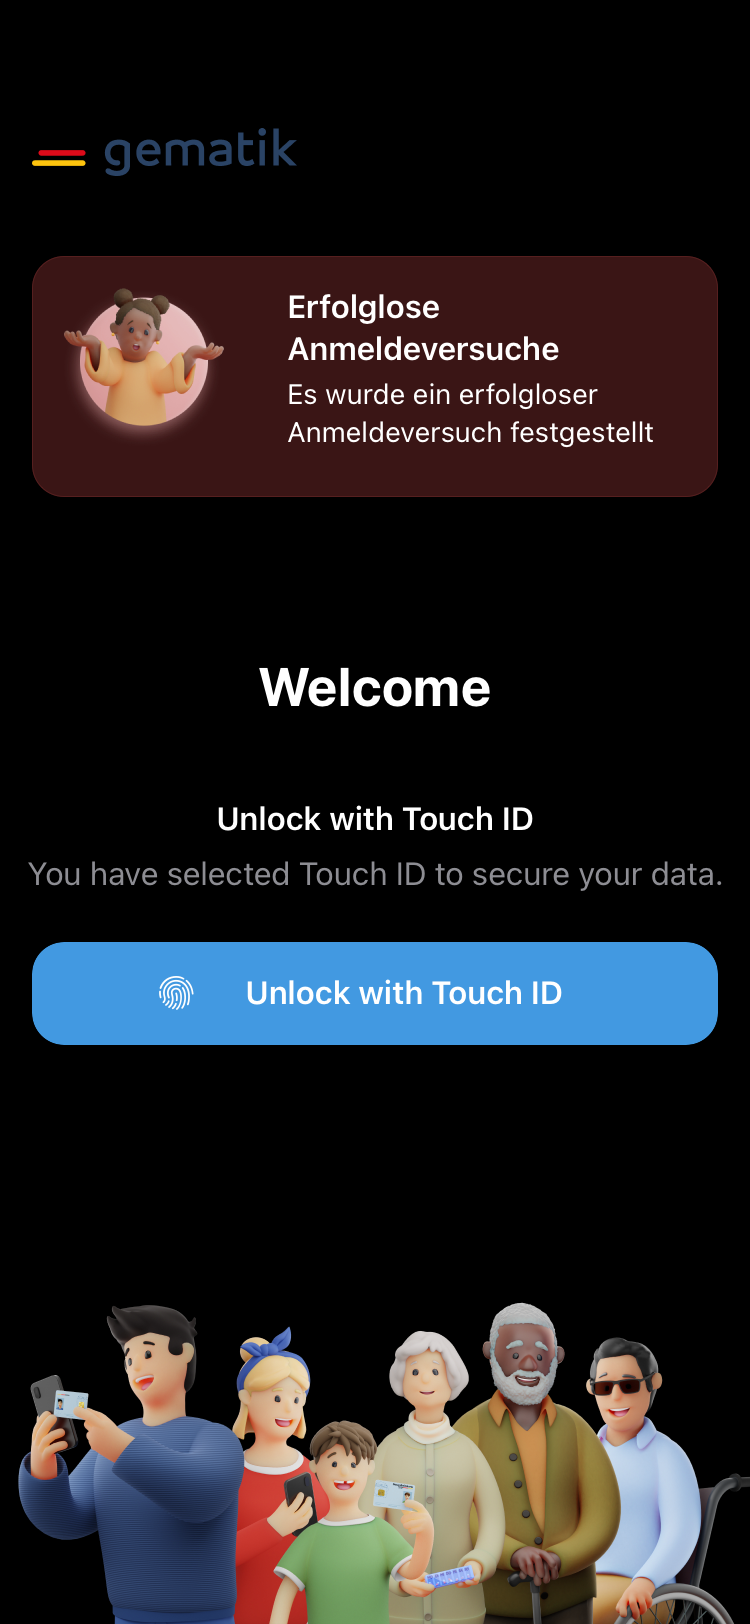 gematik
Erfolglose
Anmeldeversuche
Es wurde ein erfolgloser
Anmeldeversuch festgestellt
Welcome
Unlock with Touch ID
You have selected Touch ID to secure your data.
Unlock with Touch ID